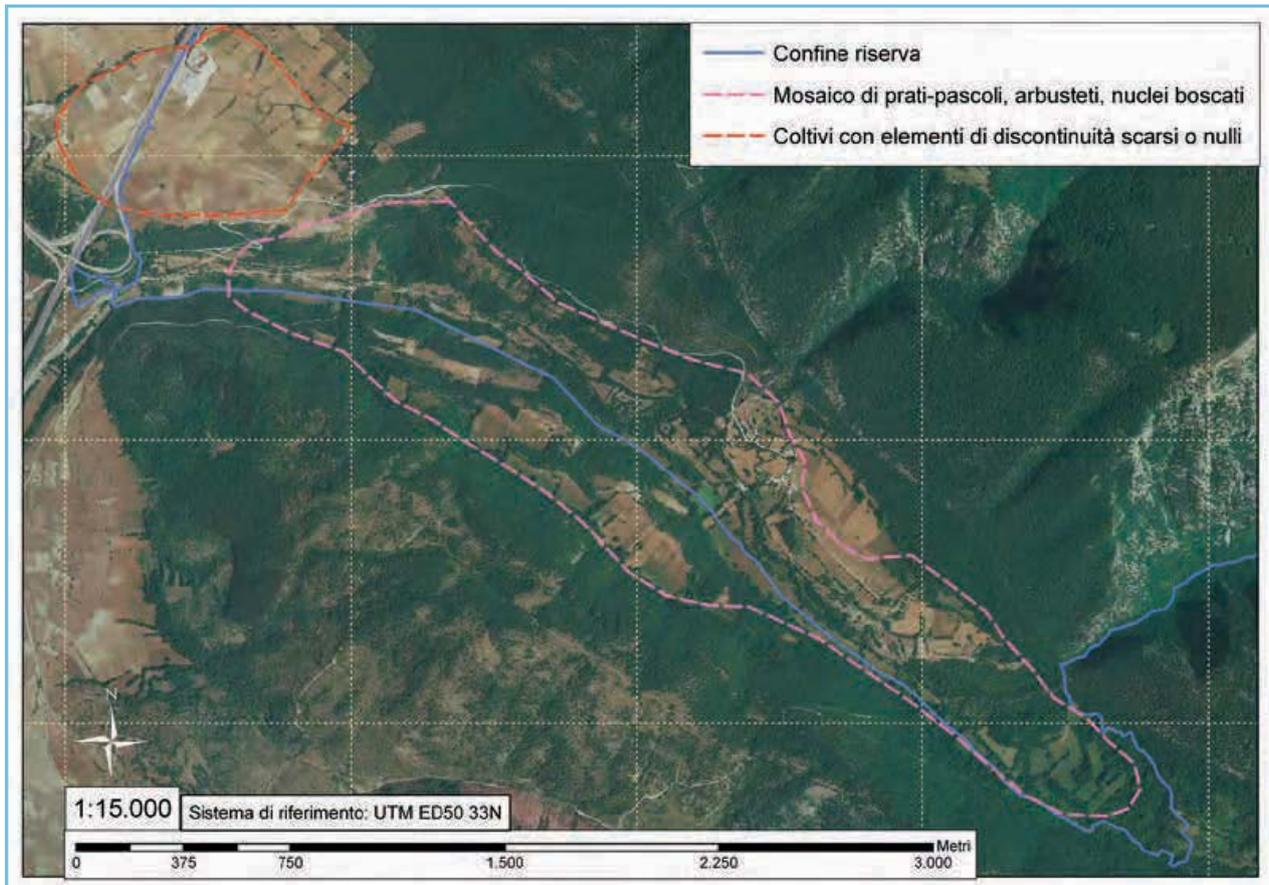 Confine riserva
Mosaico di prati-pascoli, arbusteti, nuclei boscati
Coltivi con elementi di discontinuità scarsi o nulli
N
1:15.000
Sistema di riferimento: UTM ED50 33N
Metri
0 375 750 1.500 2.250 3.000